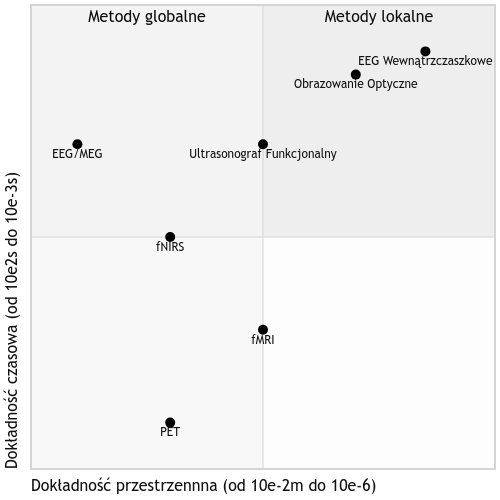 Metody globalne
Metody lokalne
EEG Wewnątrzczaszkowe
Obrazowanie Optyczne
EEG/MEG
Ultrasonograf Funkcjonalny
fNIRS
fMRI
PET
Dokładność czasowa (od 10e2s do 10e-3s)
Dokładność przestrzennna (od 10e-2m do 10e-6)